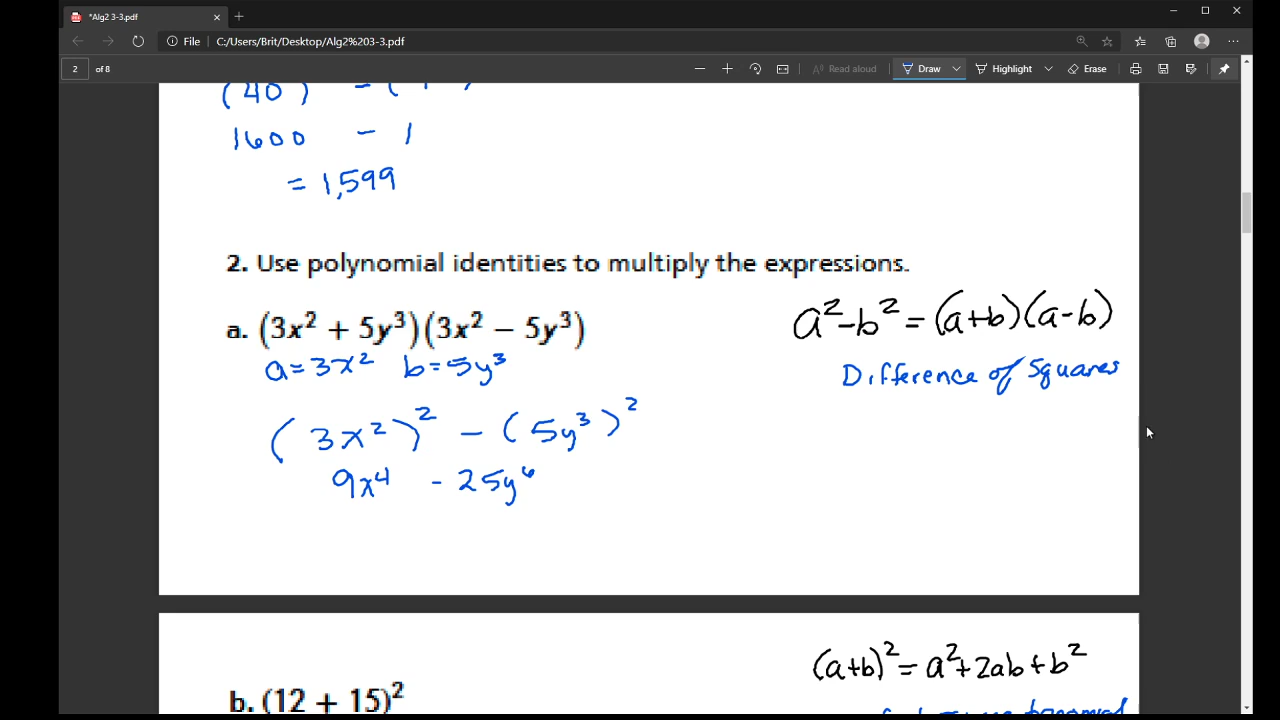 *Alg2 3-3.pdf
File C:/Users/Brit/Desktop/Alg2%203-3.pdf
2 of 8 Read aloud Draw Highlight Erase
(40)
1600 - 1
= 1,599
2. Use polynomial identities to multiply the expressions.
a² - b² = (a+b)(a-b)
a. (3x² + 5y³)(3x² − 5y³)
a = 3x² b = 5y³
Difference of Squares
(3x²)² - (5y³)²
9x⁴ - 25y⁶
(a+b)² = a² + 2ab + b²
b. (12 + 15)²
binomial